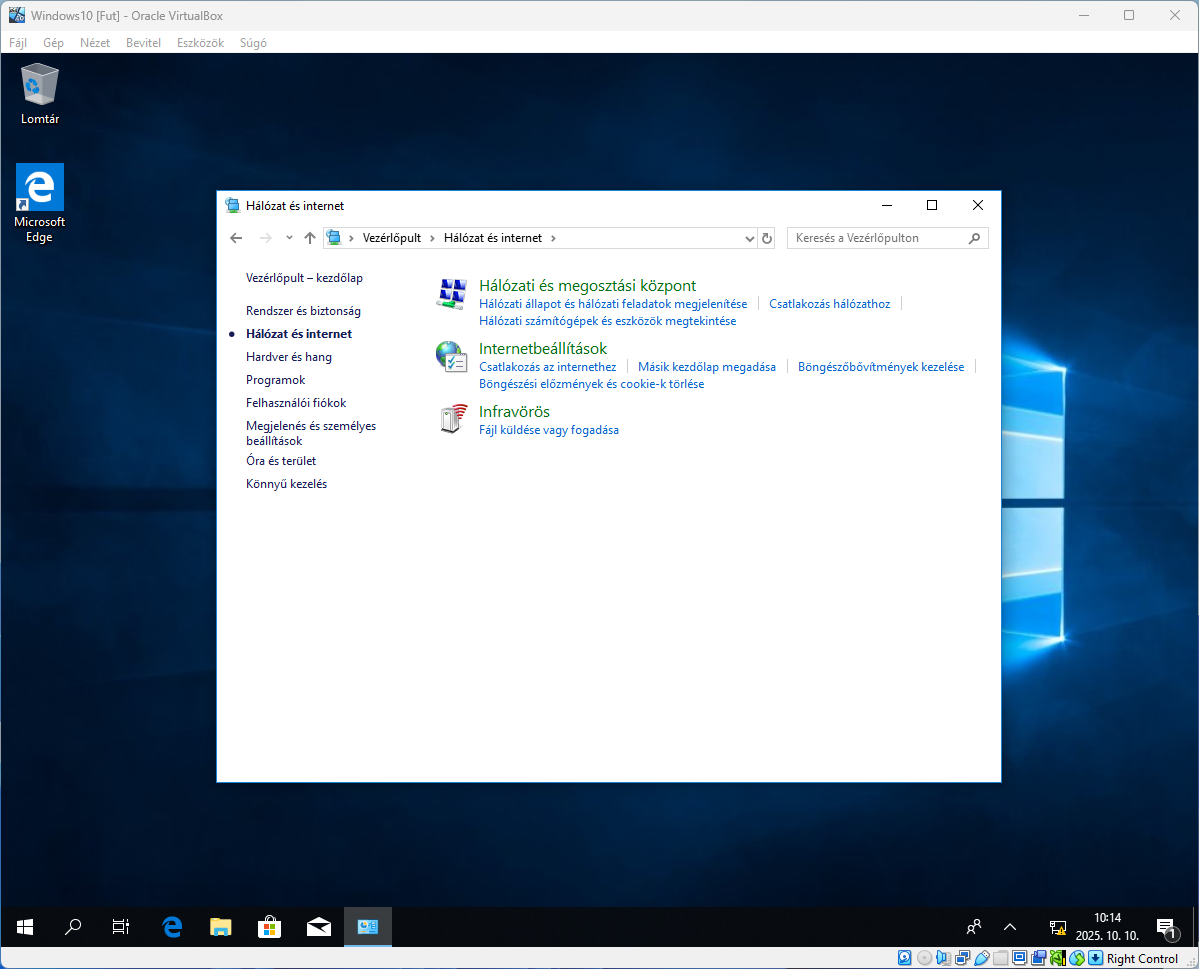 Windows10 [Fut] - Oracle VirtualBox
Fájl Gép Nézet Bevitel Eszközök Súgó
Lomtár
Microsoft
Edge
Hálózat és internet
Vezérlőpult Hálózat és internet
Keresés a Vezérlőpulton
Vezérlőpult – kezdőlap
Rendszer és biztonság
Hálózat és internet
Hardver és hang
Programok
Felhasználói fiókok
Megjelenés és személyes
beállítások
Óra és terület
Könnyű kezelés
Hálózati és megosztási központ
Hálózati állapot és hálózati feladatok megjelenítése Csatlakozás hálózathoz
Hálózati számítógépek és eszközök megtekintése
Internetbeállítások
Csatlakozás az internethez Másik kezdőlap megadása Böngészőbővítmények kezelése
Böngészési előzmények és cookie-k törlése
Infravörös
Fájl küldése vagy fogadása
10:14
2025. 10. 10.
1
Right Control